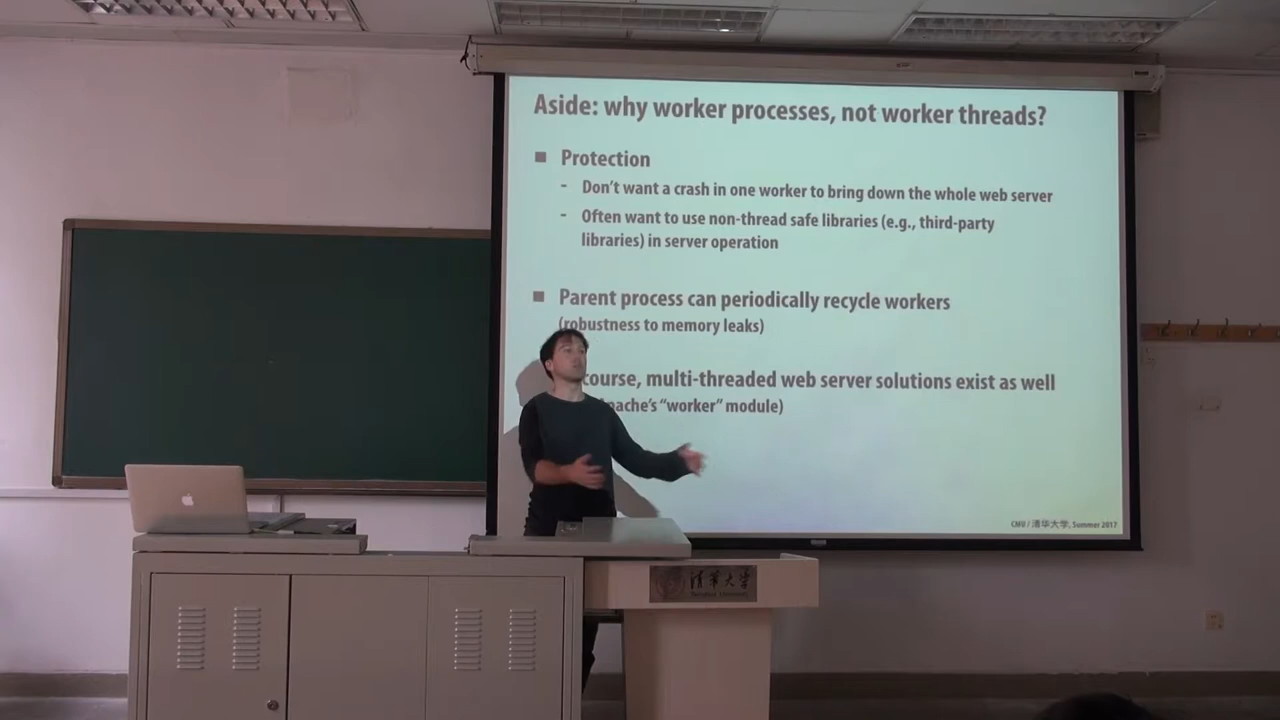 Aside: why worker processes, not worker threads?
Protection
- Don't want a crash in one worker to bring down the whole web server
- Often want to use non-thread safe libraries (e.g., third-party
libraries) in server operation
Parent process can periodically recycle workers
(robustness to memory leaks)
course, multi-threaded web server solutions exist as well
pache's "worker" module)
CMU / 清华大学, Summer 2017
清华大学
Tsinghua University